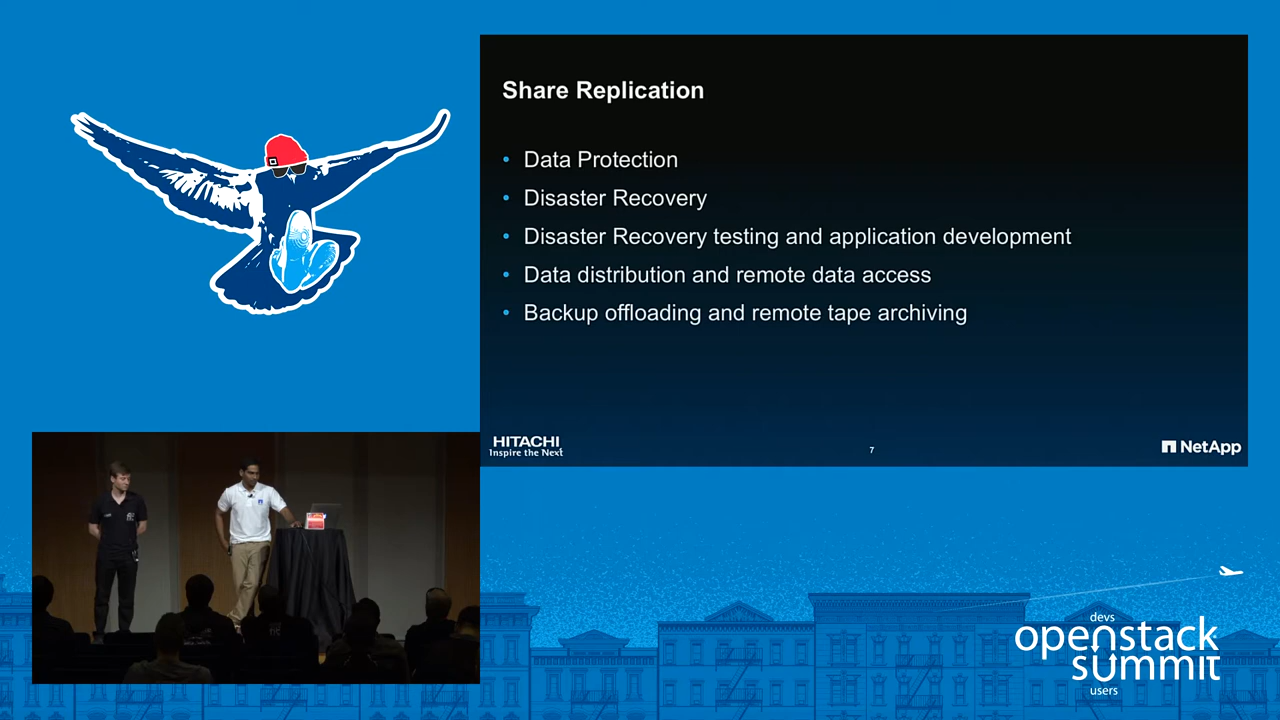 Share Replication
• Data Protection
• Disaster Recovery
• Disaster Recovery testing and application development
• Data distribution and remote data access
• Backup offloading and remote tape archiving
HITACHI
Inspire the Next
7
NetApp
devs
openstack
summit
users